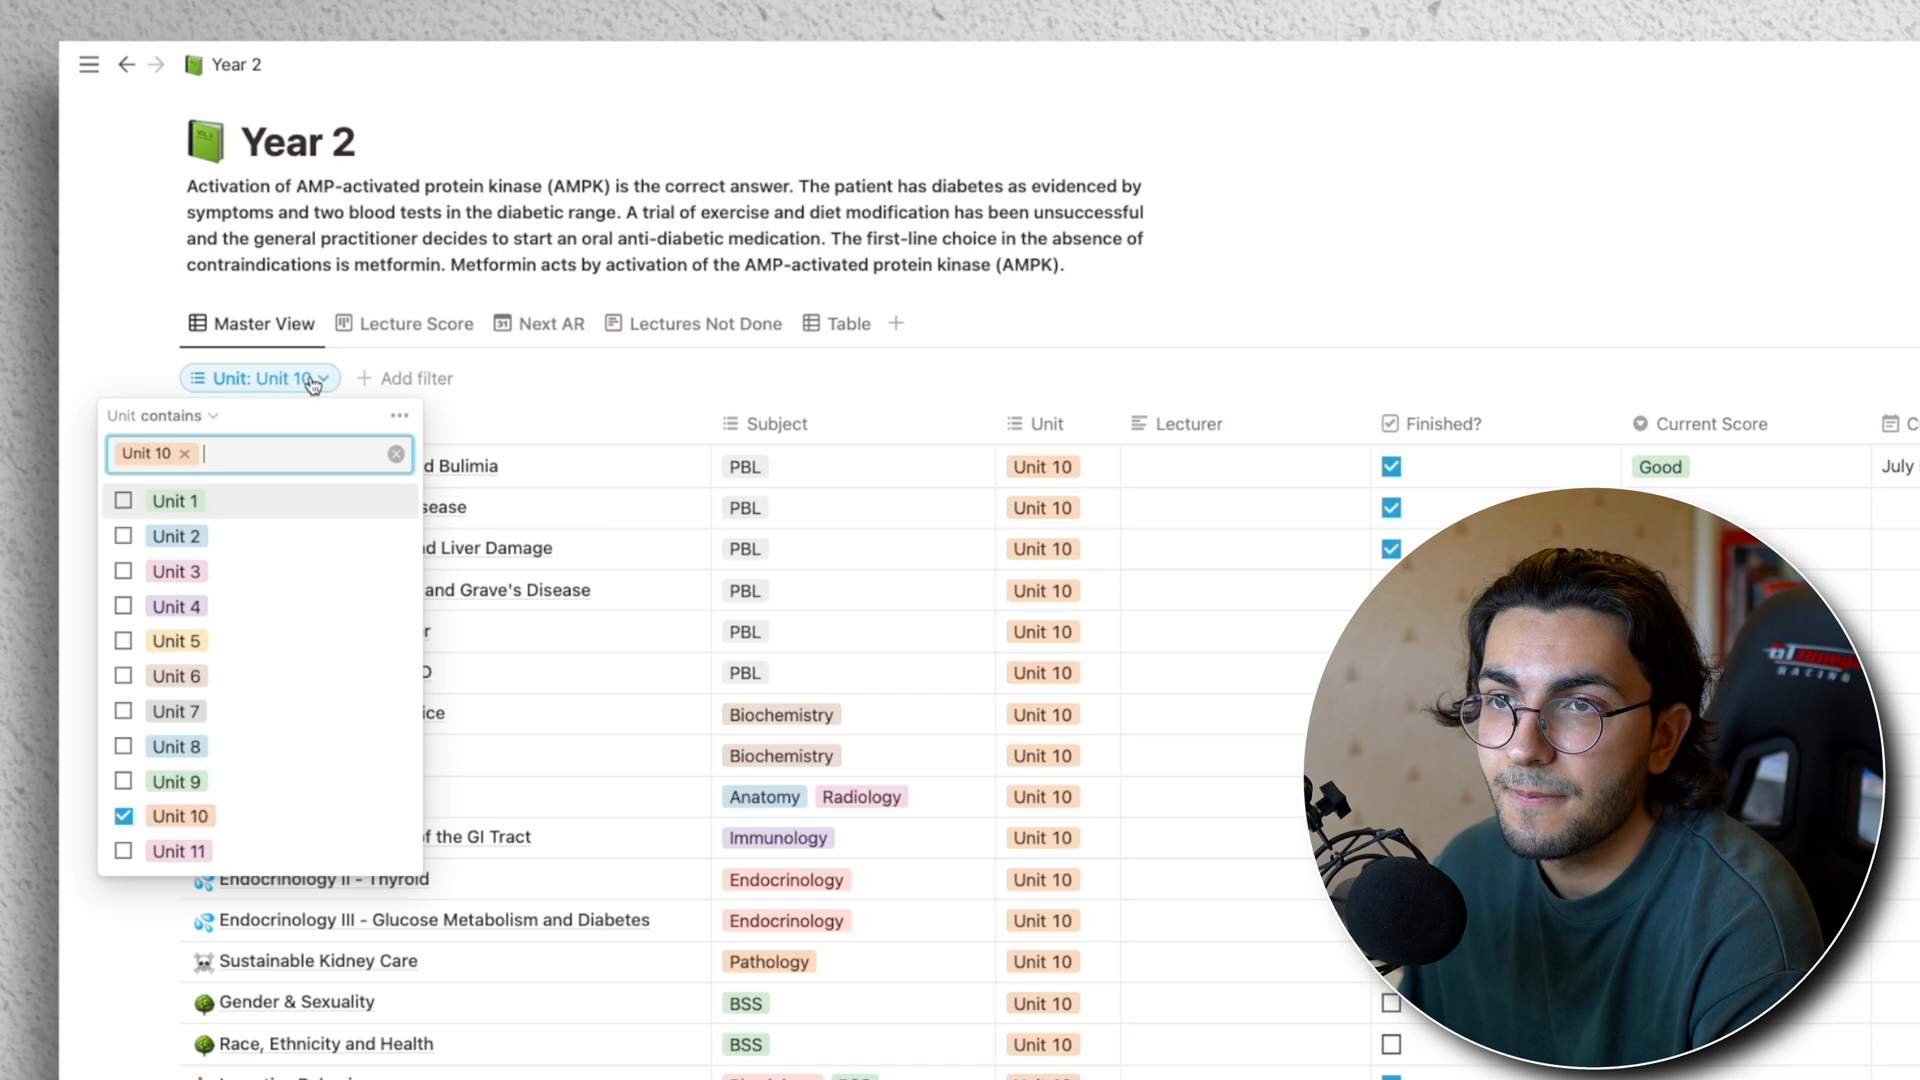 Year 2
Year 2
Activation of AMP-activated protein kinase (AMPK) is the correct answer. The patient has diabetes as evidenced by
symptoms and two blood tests in the diabetic range. A trial of exercise and diet modification has been unsuccessful
and the general practitioner decides to start an oral anti-diabetic medication. The first-line choice in the absence of
contraindications is metformin. Metformin acts by activation of the AMP-activated protein kinase (AMPK).
Master View Lecture Score Next AR Lectures Not Done Table
Unit: Unit 10 Add filter
Unit contains
Unit 10
Unit 1
Unit 2
Unit 3
Unit 4
Unit 5
Unit 6
Unit 7
Unit 8
Unit 9
Unit 10
Unit 11
Subject Unit Lecturer Finished? Current Score
Bulimia PBL Unit 10 Good July
PBL Unit 10
Liver Damage PBL Unit 10
and Grave's Disease PBL Unit 10
PBL Unit 10
PBL Unit 10
Biochemistry Unit 10
Biochemistry Unit 10
Anatomy Radiology Unit 10
of the GI Tract Immunology Unit 10
Endocrinology II - Thyroid Endocrinology Unit 10
Endocrinology III - Glucose Metabolism and Diabetes Endocrinology Unit 10
Sustainable Kidney Care Pathology Unit 10
Gender & Sexuality BSS Unit 10
Race, Ethnicity and Health BSS Unit 10
RACING